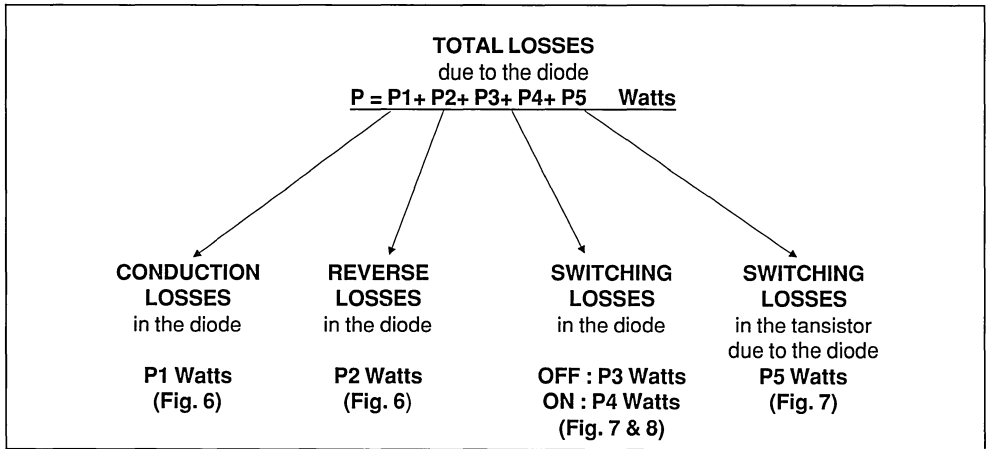 TOTAL LOSSES
due to the diode
P = P1+ P2+ P3+ P4+ P5 Watts
CONDUCTION
LOSSES
in the diode
P1 Watts
(Fig. 6)
REVERSE
LOSSES
in the diode
P2 Watts
(Fig. 6)
SWITCHING
LOSSES
in the diode
OFF : P3 Watts
ON : P4 Watts
(Fig. 7 & 8)
SWITCHING
LOSSES
in the tansistor
due to the diode
P5 Watts
(Fig. 7)